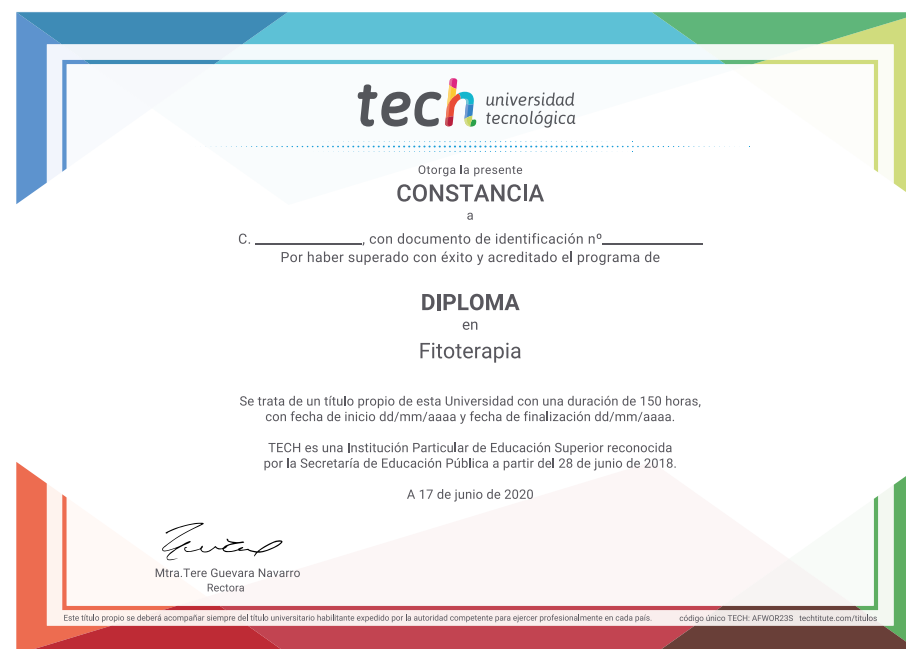 tech universidad
tecnológica
Otorga la presente
CONSTANCIA
a
C. ____________, con documento de identificación nº____________
Por haber superado con éxito y acreditado el programa de
DIPLOMA
en
Fitoterapia
Se trata de un título propio de esta Universidad con una duración de 150 horas,
con fecha de inicio dd/mm/aaaa y fecha de finalización dd/mm/aaaa.
TECH es una Institución Particular de Educación Superior reconocida
por la Secretaría de Educación Pública a partir del 28 de junio de 2018.
A 17 de junio de 2020
Mtra.Tere Guevara Navarro
Rectora
Este título propio se deberá acompañar siempre del título universitario habilitante expedido por la autoridad competente para ejercer profesionalmente en cada país. código único TECH: AFWOR23S techtitute.com/titulos